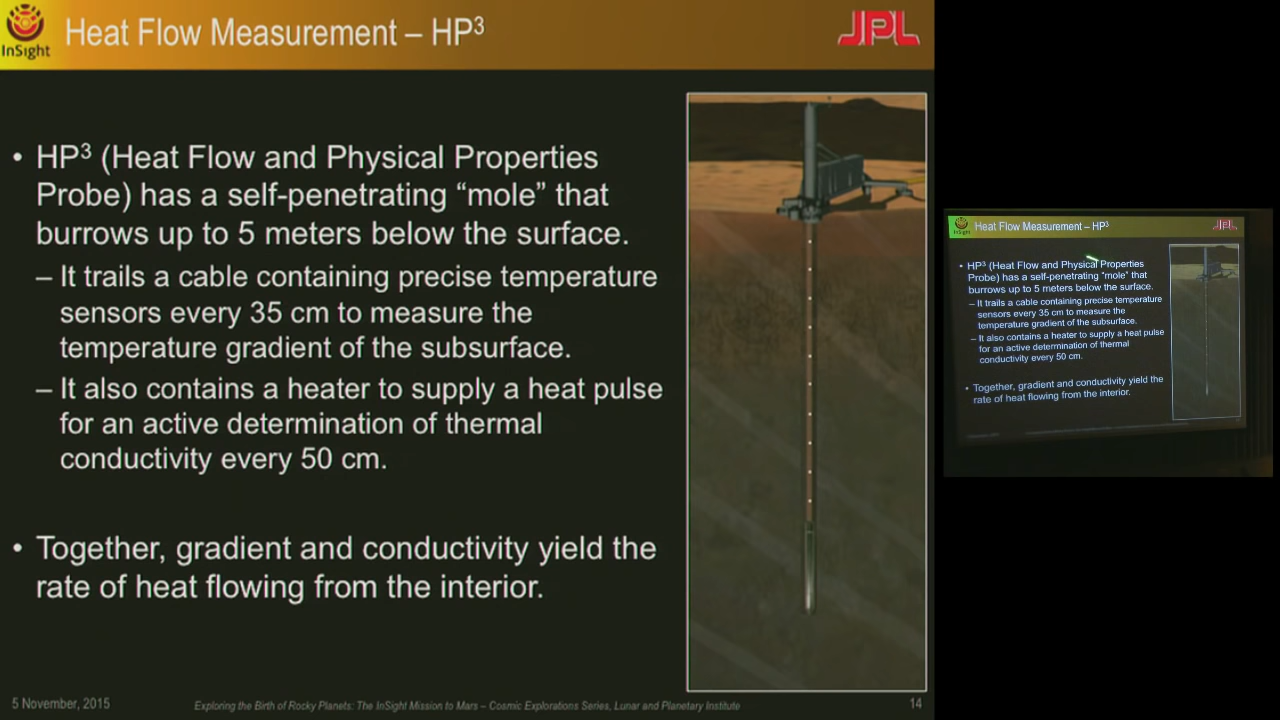 InSight
Heat Flow Measurement – HP³
JPL
• HP³ (Heat Flow and Physical Properties
Probe) has a self-penetrating “mole” that
burrows up to 5 meters below the surface.
– It trails a cable containing precise temperature
sensors every 35 cm to measure the
temperature gradient of the subsurface.
– It also contains a heater to supply a heat pulse
for an active determination of thermal
conductivity every 50 cm.
• Together, gradient and conductivity yield the
rate of heat flowing from the interior.
5 November, 2015
Exploring the Birth of Rocky Planets: The InSight Mission to Mars – Cosmic Explorations Series, Lunar and Planetary Institute
14
InSight
Heat Flow Measurement – HP³
JPL
• HP³ (Heat Flow and Physical Properties
Probe) has a self-penetrating “mole” that
burrows up to 5 meters below the surface.
– It trails a cable containing precise temperature
sensors every 35 cm to measure the
temperature gradient of the subsurface.
– It also contains a heater to supply a heat pulse
for an active determination of thermal
conductivity every 50 cm.
• Together, gradient and conductivity yield the
rate of heat flowing from the interior.